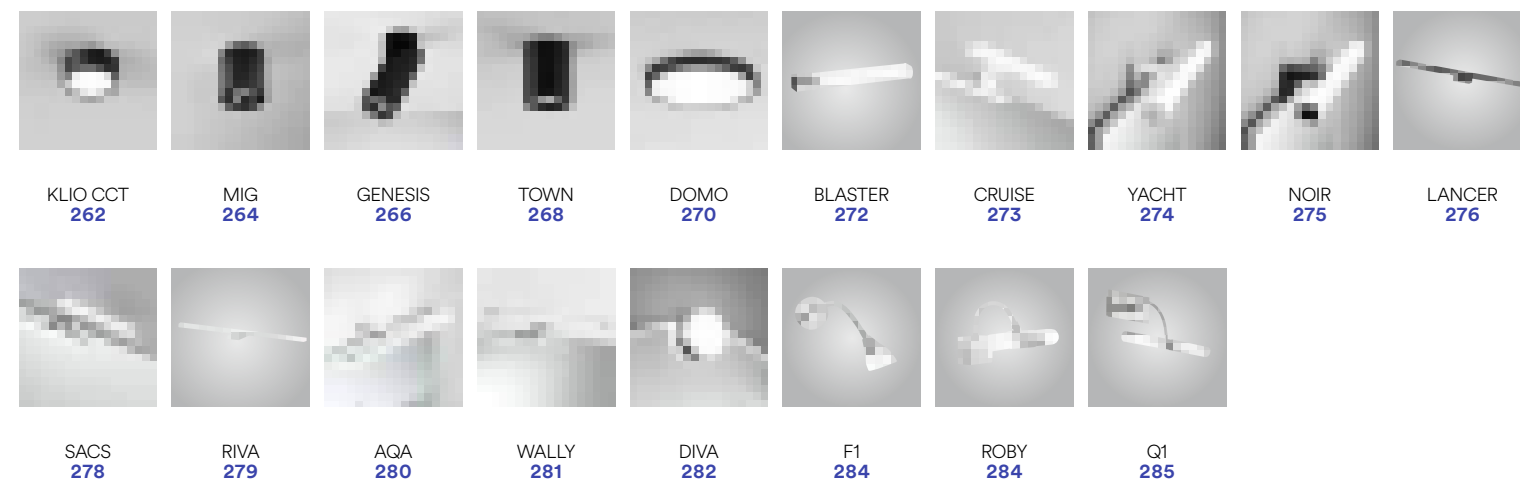 KLIO CCT MIG GENESIS TOWN DOMO BLASTER CRUISE YACHT NOIR LANCER
262 264 266 268 270 272 273 274 275 276
SACS RIVA AQA WALLY DIVA F1 ROBY Q1
278 279 280 281 282 284 284 285